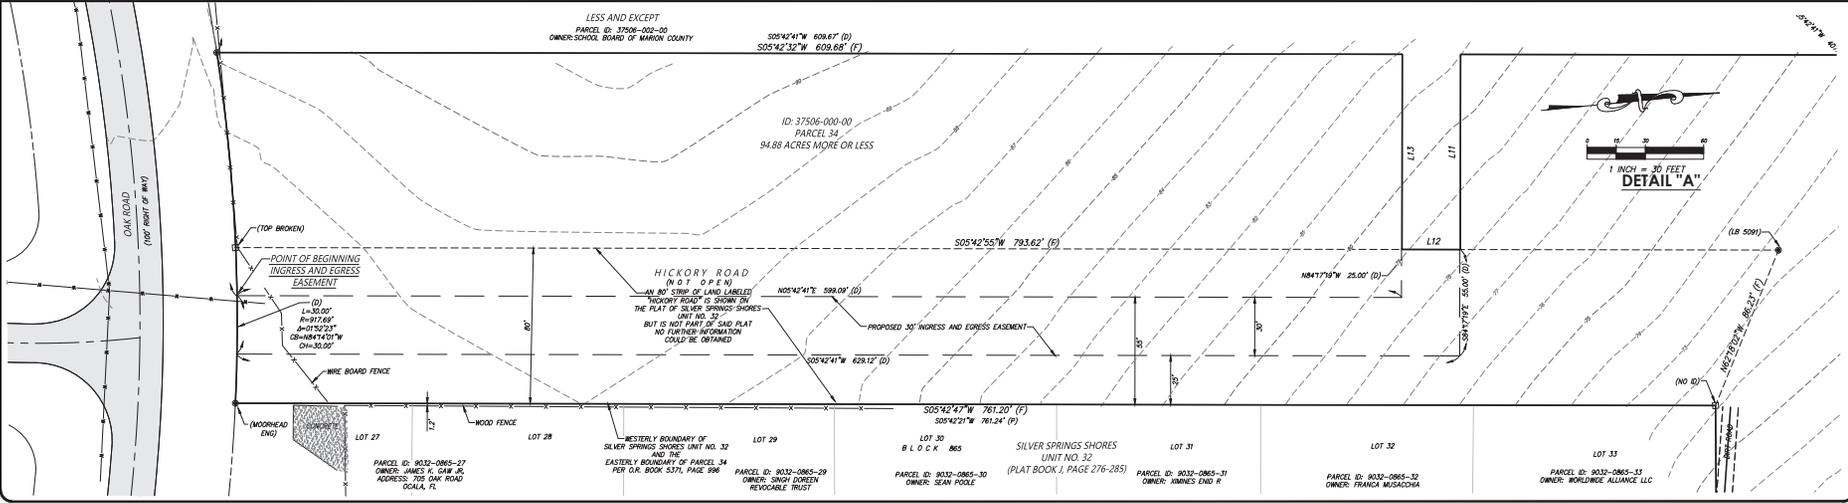 LESS AND EXCEPT
PARCEL ID: 37506-002-00
OWNER:SCHOOL BOARD OF MARION COUNTY
S05°42'41"W 609.67' (D)
S05°42'32"W 609.68' (F)
S5°42'41"W 40
OAK ROAD
(100' RIGHT OF WAY)
ID: 37506-000-00
PARCEL 34
94.88 ACRES MORE OR LESS
L13
L11
L12
0 15 30 60
1 INCH = 30 FEET
DETAIL "A"
(TOP BROKEN)
S05°42'55"W 793.62' (F)
(LB 5091)
POINT OF BEGINNING
INGRESS AND EGRESS
EASEMENT
(D)
L=30.00'
R=917.69'
Δ=01°52'23"
CB=N84°14'01"W
CH=30.00'
HICKORY ROAD
(NOT OPEN)
AN 80' STRIP OF LAND LABELED
"HICKORY ROAD" IS SHOWN ON
THE PLAT OF SILVER SPRINGS SHORES
UNIT NO. 32
BUT IS NOT PART OF SAID PLAT
NO FURTHER INFORMATION
COULD BE OBTAINED
N05°42'41"E 599.09' (D)
N84°17'19"W 25.00' (D)
S84°17'19"E 55.00' (D)
N62°18'02"W 86.23' (F)
PROPOSED 30' INGRESS AND EGRESS EASEMENT
S05°42'41"W 629.12' (D)
80'
55'
30'
25'
WIRE BOARD FENCE
(NO ID)
(MOORHEAD
ENG)
CONCRETE
1.2'
WOOD FENCE
S05°42'47"W 761.20' (F)
S05°42'21"W 761.24' (P)
LOT 27
PARCEL ID: 9032-0865-27
OWNER: JAMES K. GAW JR,
ADDRESS: 705 OAK ROAD
OCALA, FL
LOT 28
WESTERLY BOUNDARY OF
SILVER SPRINGS SHORES UNIT NO. 32
AND THE
EASTERLY BOUNDARY OF PARCEL 34
PER O.R. BOOK 5371, PAGE 996
LOT 29
PARCEL ID: 9032-0865-29
OWNER: SINGH DOREEN
REVOCABLE TRUST
LOT 30
BLOCK 865
PARCEL ID: 9032-0865-30
OWNER: SEAN POOLE
SILVER SPRINGS SHORES
UNIT NO. 32
(PLAT BOOK J, PAGE 276-285)
LOT 31
PARCEL ID: 9032-0865-31
OWNER: XIMINES ENID R
LOT 32
PARCEL ID: 9032-0865-32
OWNER: FRANCA MUSACCHIA
LOT 33
PARCEL ID: 9032-0865-33
OWNER: WORLDWIDE ALLIANCE LLC
DIRT ROAD